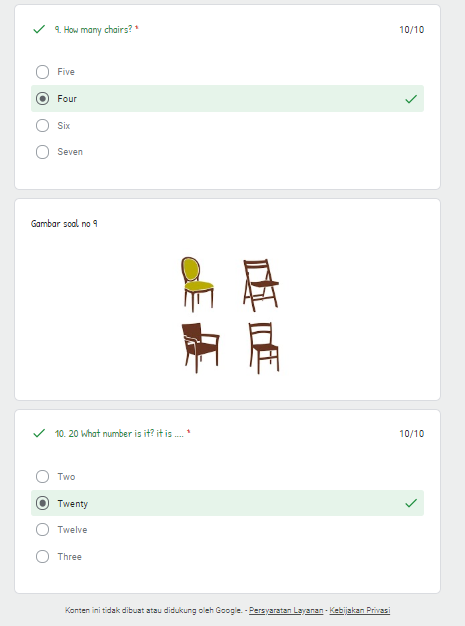 9. How many chairs? *
10/10
Five
Four
Six
Seven
Gambar soal no 9
10. 20 What number is it? it is .... *
10/10
Two
Twenty
Twelve
Three
Konten ini tidak dibuat atau didukung oleh Google. - Persyaratan Layanan - Kebijakan Privasi